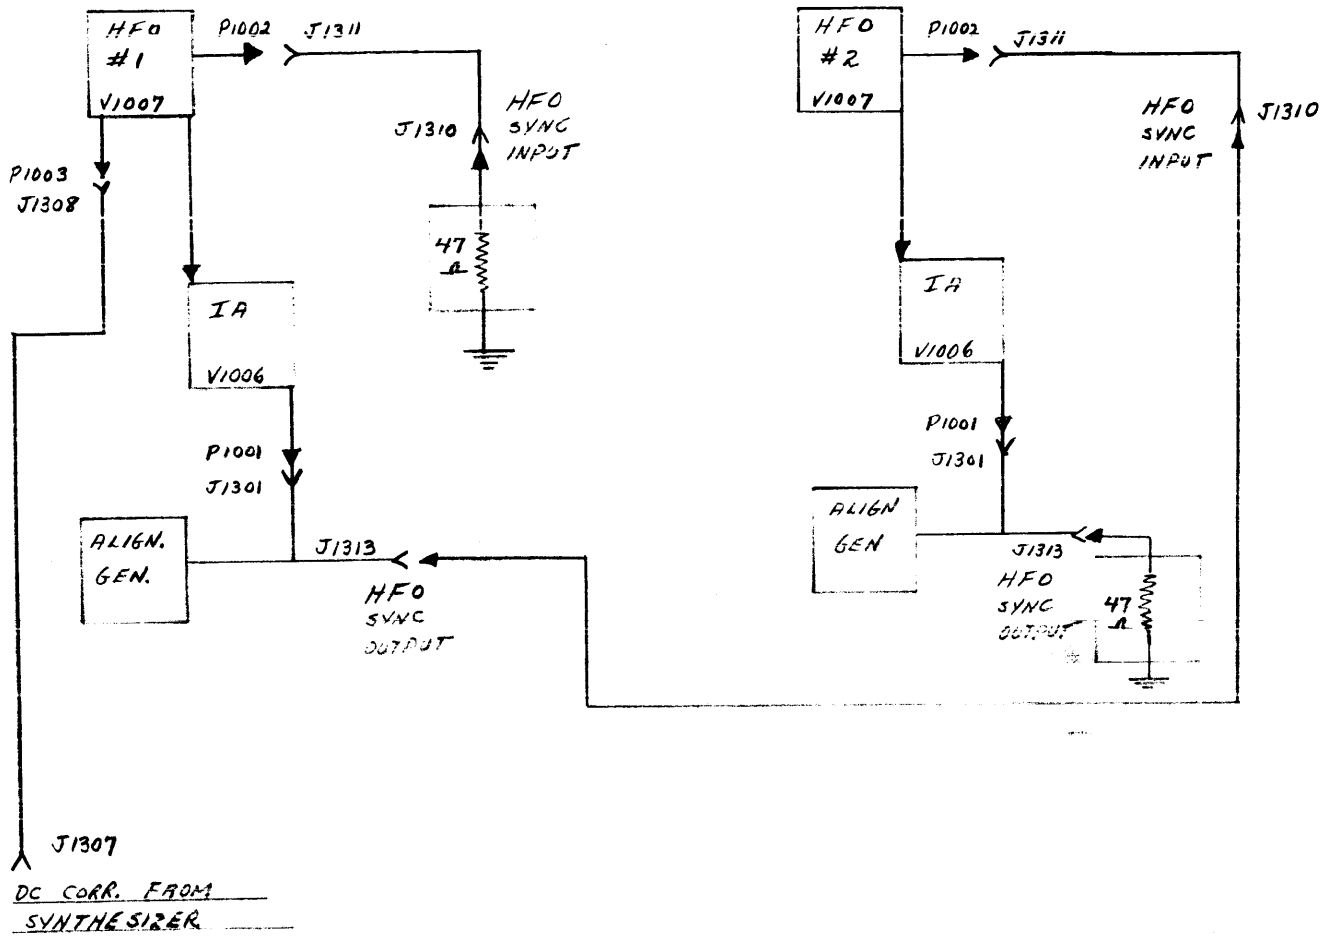 HFO
#1
V1007
P1002
J1311
J1310
HFO
SYNC
INPUT
P1003
J1308
47
Ω
IA
V1006
P1001
J1301
ALIGN.
GEN.
J1313
HFO
SYNC
OUTPUT
J1307
DC CORR. FROM
SYNTHESIZER
HFO
#2
V1007
P1002
J1311
HFO
SYNC
INPUT
J1310
IA
V1006
P1001
J1301
ALIGN
GEN
J1313
HFO
SYNC
OUTPUT
47
Ω